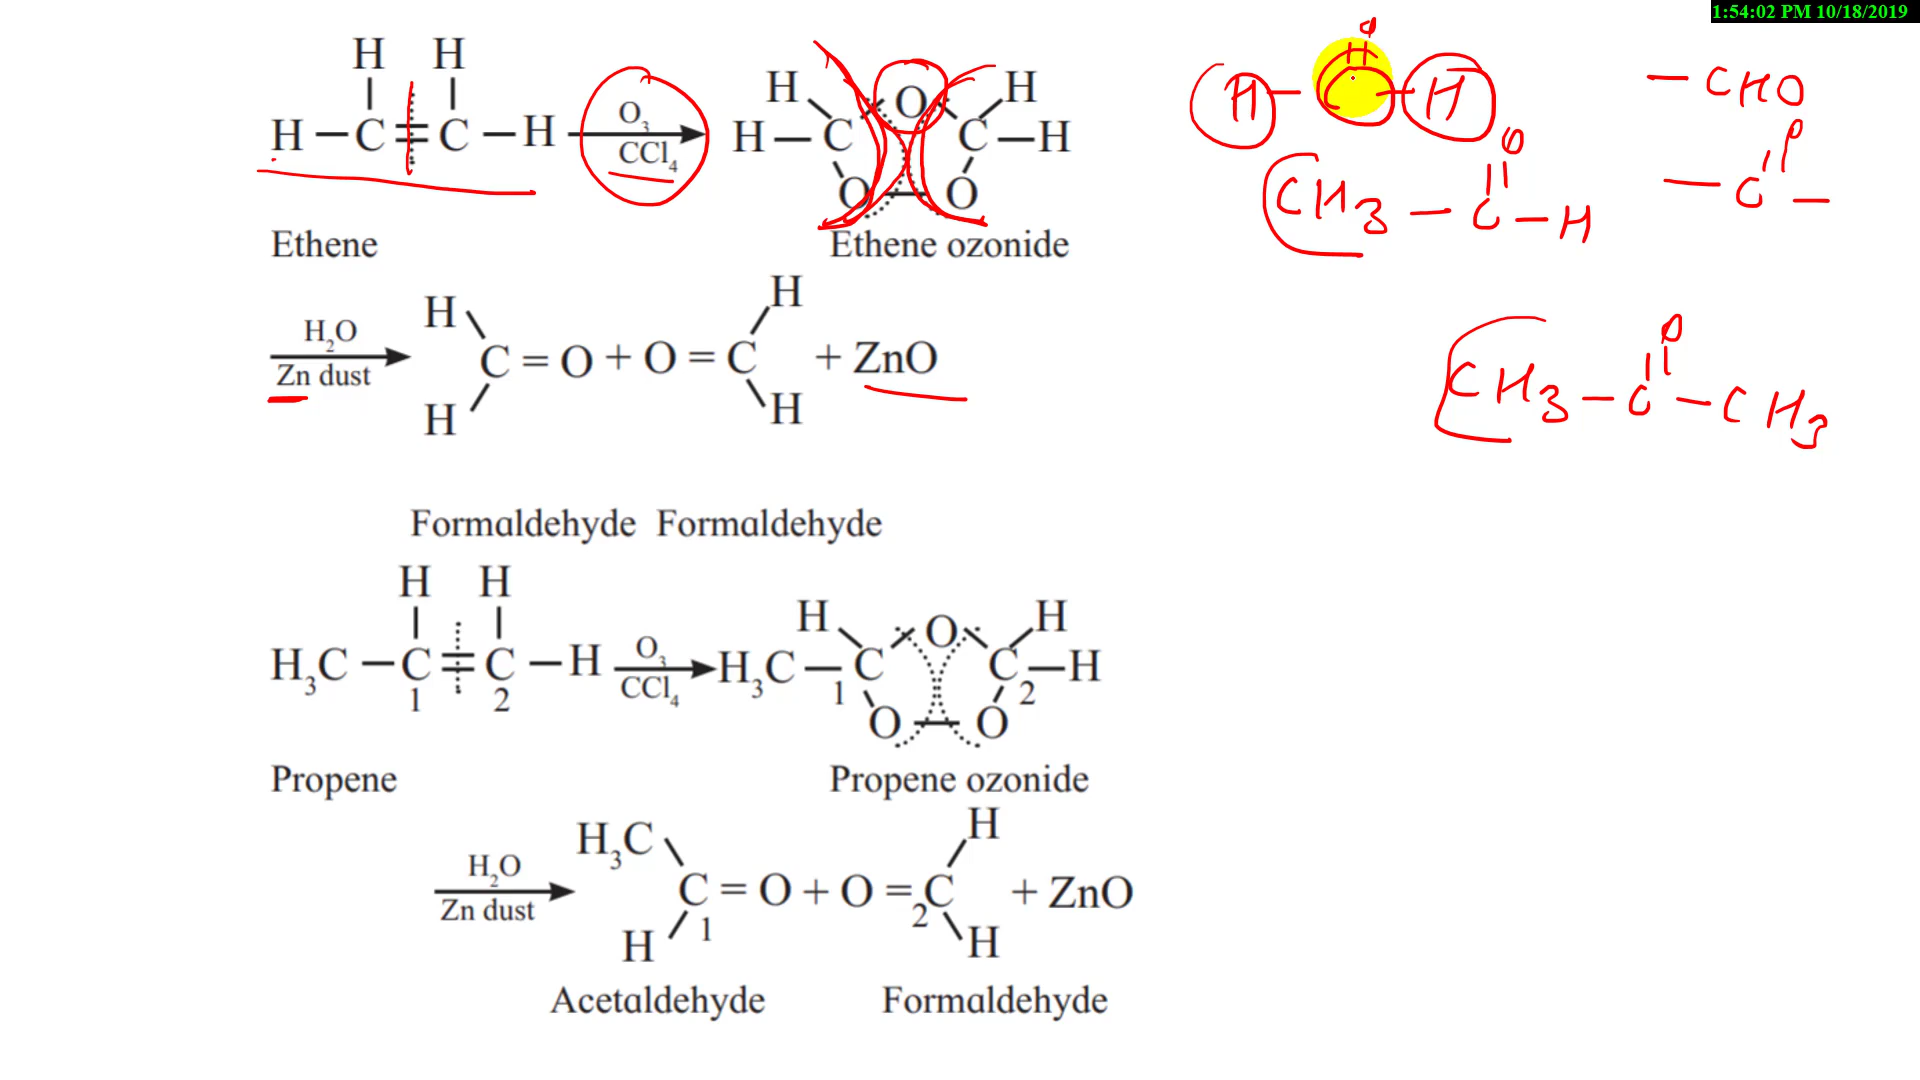 1:54:02 PM 10/18/2019
H H
H – C = C – H
O3
CCl4
H O H
H – C C – H
O – O
Ethene
Ethene ozonide
H2O
Zn dust
H H
C = O + O = C + ZnO
H H
Formaldehyde Formaldehyde
H H
H3C – C = C – H
1 2
O3
CCl4
H O H
H3C – C C – H
1 2
O – O
Propene
Propene ozonide
H2O
Zn dust
H3C H
C = O + O = C + ZnO
1 2
H H
Acetaldehyde Formaldehyde
O
H – C – H
– CHO
O
CH3 – C – H
O
– C –
O
CH3 – C – CH3